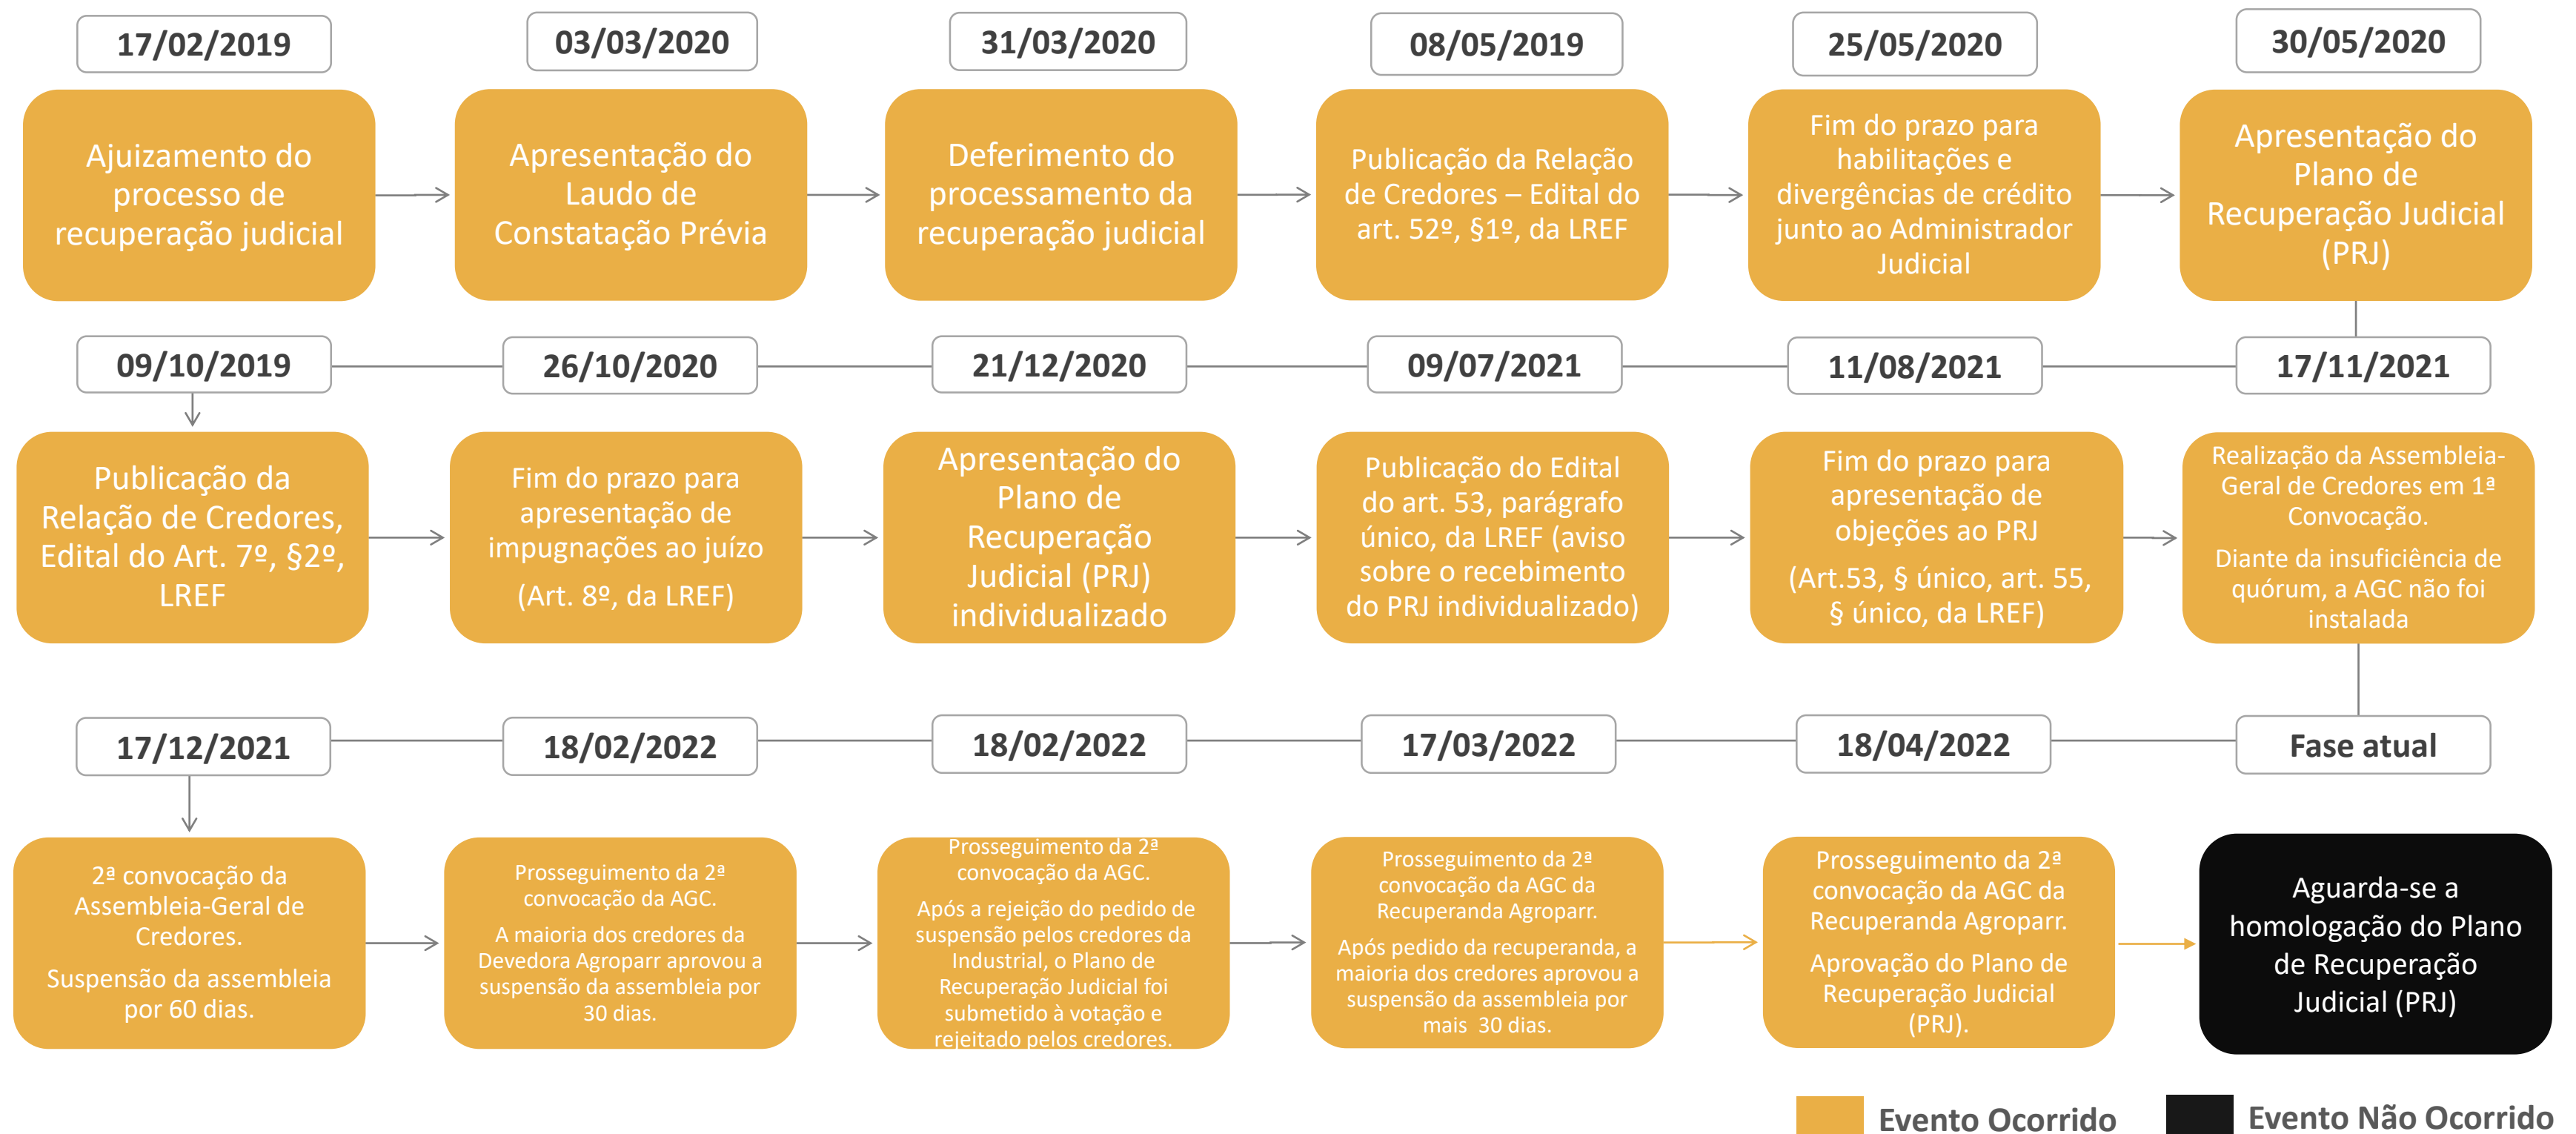 17/02/2019
03/03/2020
31/03/2020
08/05/2019
25/05/2020
30/05/2020
Ajuizamento do
processo de
recuperação judicial
Apresentação do
Laudo de
Constatação Prévia
Deferimento do
processamento da
recuperação judicial
Publicação da Relação
de Credores – Edital do
art. 52º, §1º, da LREF
Fim do prazo para
habilitações e
divergências de crédito
junto ao Administrador
Judicial
Apresentação do
Plano de
Recuperação Judicial
(PRJ)
09/10/2019
26/10/2020
21/12/2020
09/07/2021
11/08/2021
17/11/2021
Publicação da
Relação de Credores,
Edital do Art. 7º, §2º,
LREF
Fim do prazo para
apresentação de
impugnações ao juízo
(Art. 8º, da LREF)
Apresentação do
Plano de
Recuperação
Judicial (PRJ)
individualizado
Publicação do Edital
do art. 53, parágrafo
único, da LREF (aviso
sobre o recebimento
do PRJ individualizado)
Fim do prazo para
apresentação de
objeções ao PRJ
(Art.53, § único, art. 55,
§ único, da LREF)
Realização da Assembleia-
Geral de Credores em 1ª
Convocação.
Diante da insuficiência de
quórum, a AGC não foi
instalada
17/12/2021
18/02/2022
18/02/2022
17/03/2022
18/04/2022
Fase atual
2ª convocação da
Assembleia-Geral de
Credores.
Suspensão da assembleia
por 60 dias.
Prosseguimento da 2ª
convocação da AGC.
A maioria dos credores da
Devedora Agroparr aprovou a
suspensão da assembleia por
30 dias.
Prosseguimento da 2ª
convocação da AGC.
Após a rejeição do pedido de
suspensão pelos credores da
Industrial, o Plano de
Recuperação Judicial foi
submetido à votação e
rejeitado pelos credores.
Prosseguimento da 2ª
convocação da AGC da
Recuperanda Agroparr.
Após pedido da recuperanda, a
maioria dos credores aprovou a
suspensão da assembleia por
mais 30 dias.
Prosseguimento da 2ª
convocação da AGC da
Recuperanda Agroparr.
Aprovação do Plano de
Recuperação Judicial
(PRJ).
Aguarda-se a
homologação do Plano
de Recuperação
Judicial (PRJ)
Evento Ocorrido
Evento Não Ocorrido